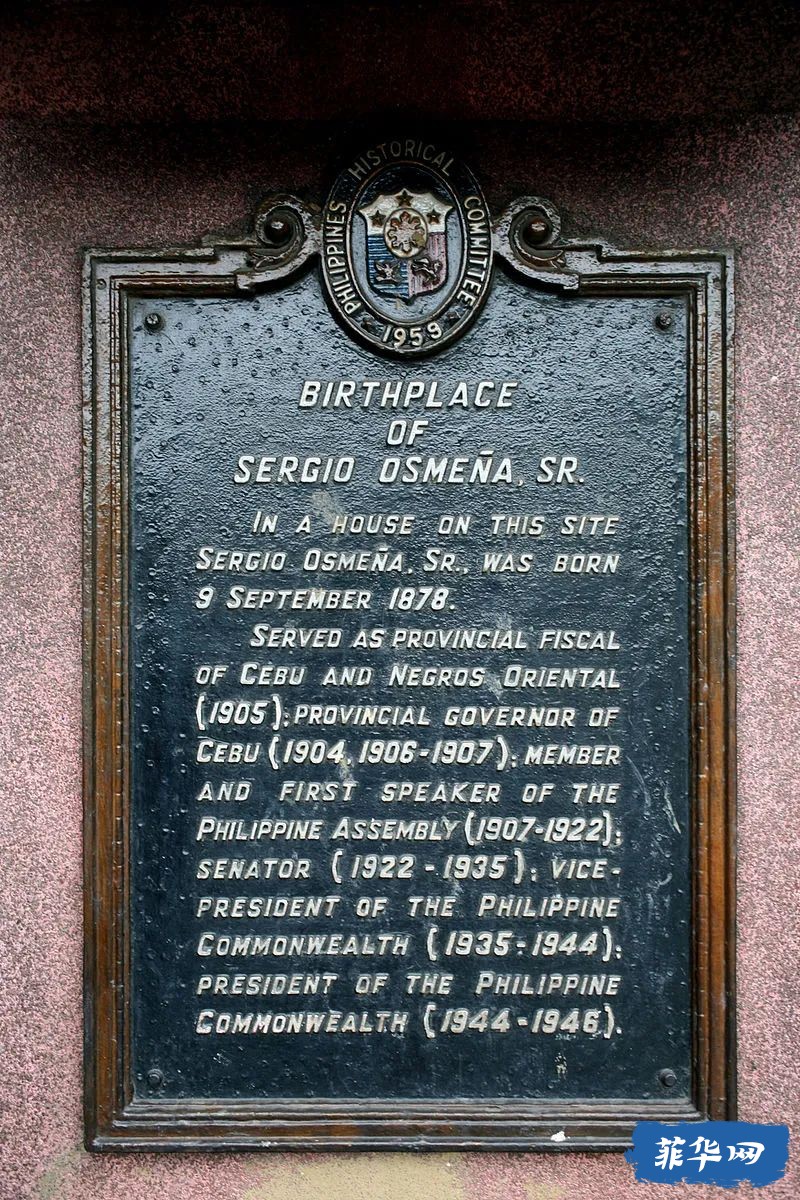 PHILIPPINES HISTORICAL COMMITTEE
1959
BIRTHPLACE
OF
SERGIO OSMEÑA, SR.
IN A HOUSE ON THIS SITE
SERGIO OSMEÑA, SR., WAS BORN
9 SEPTEMBER 1878.
SERVED AS PROVINCIAL FISCAL
OF CEBU AND NEGROS ORIENTAL
(1905); PROVINCIAL GOVERNOR OF
CEBU (1904, 1906-1907); MEMBER
AND FIRST SPEAKER OF THE
PHILIPPINE ASSEMBLY (1907-1922);
SENATOR (1922-1935); VICE-
PRESIDENT OF THE PHILIPPINE
COMMONWEALTH (1935-1944);
PRESIDENT OF THE PHILIPPINE
COMMONWEALTH (1944-1946).
菲华网